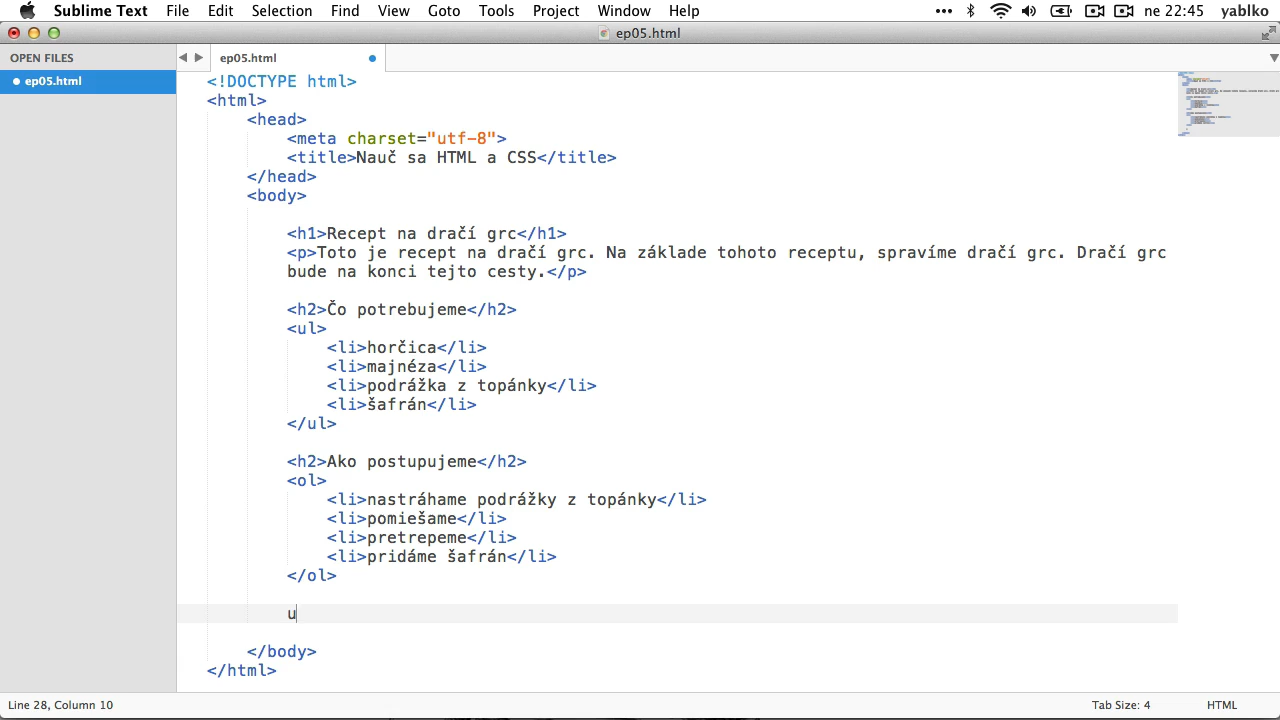 Sublime Text File Edit Selection Find View Goto Tools Project Window Help ne 22:45 yablko
ep05.html
OPEN FILES
ep05.html
ep05.html
<!DOCTYPE html>
<html>
<head>
<meta charset="utf-8">
<title>Nauč sa HTML a CSS</title>
</head>
<body>
<h1>Recept na dračí grc</h1>
<p>Toto je recept na dračí grc. Na základe tohoto receptu, spravíme dračí grc. Dračí grc
bude na konci tejto cesty.</p>
<h2>Čo potrebujeme</h2>
<ul>
<li>horčica</li>
<li>majnéza</li>
<li>podrážka z topánky</li>
<li>šafrán</li>
</ul>
<h2>Ako postupujeme</h2>
<ol>
<li>nastráhame podrážky z topánky</li>
<li>pomiešame</li>
<li>pretrepeme</li>
<li>pridáme šafrán</li>
</ol>
u
</body>
</html>
Line 28, Column 10 Tab Size: 4 HTML